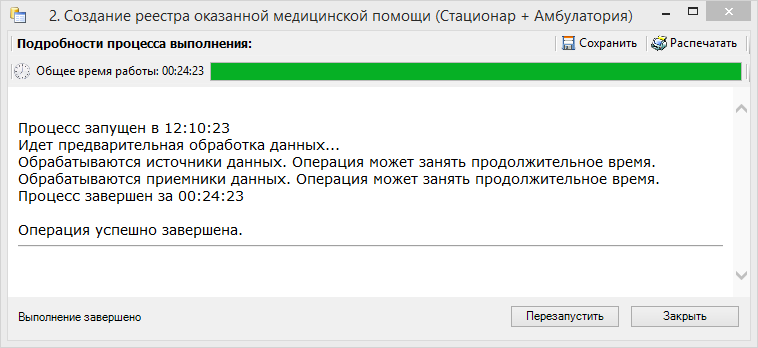 2. Создание реестра оказанной медицинской помощи (Стационар + Амбулатория)
Подробности процесса выполнения:
Сохранить
Распечатать
Общее время работы: 00:24:23
Процесс запущен в 12:10:23
Идет предварительная обработка данных...
Обрабатываются источники данных. Операция может занять продолжительное время.
Обрабатываются приемники данных. Операция может занять продолжительное время.
Процесс завершен за 00:24:23
Операция успешно завершена.
Выполнение завершено
Перезапустить
Закрыть